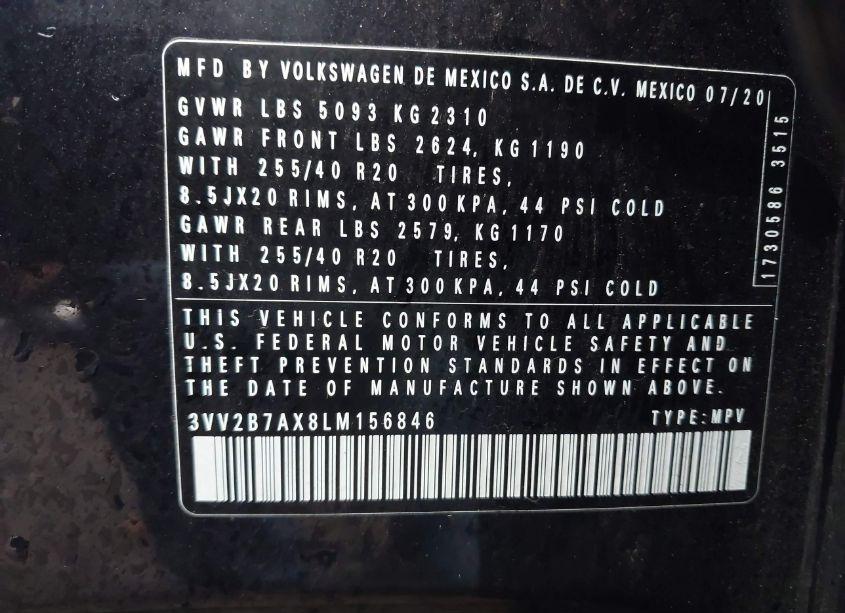 MFD BY VOLKSWAGEN DE MEXICO S.A. DE C.V. MEXICO 07/20
GVWR LBS 5093 KG 2310
GAWR FRONT LBS 2624, KG 1190
WITH 255/40 R20 TIRES,
8.5JX20 RIMS, AT 300 KPA, 44 PSI COLD
GAWR REAR LBS 2579, KG 1170
WITH 255/40 R20 TIRES,
8.5JX20 RIMS, AT 300 KPA, 44 PSI COLD
1730586 3515
THIS VEHICLE CONFORMS TO ALL APPLICABLE
U.S. FEDERAL MOTOR VEHICLE SAFETY AND
THEFT PREVENTION STANDARDS IN EFFECT ON
THE DATE OF MANUFACTURE SHOWN ABOVE.
3VV2B7AX8LM156846 TYPE:MPV